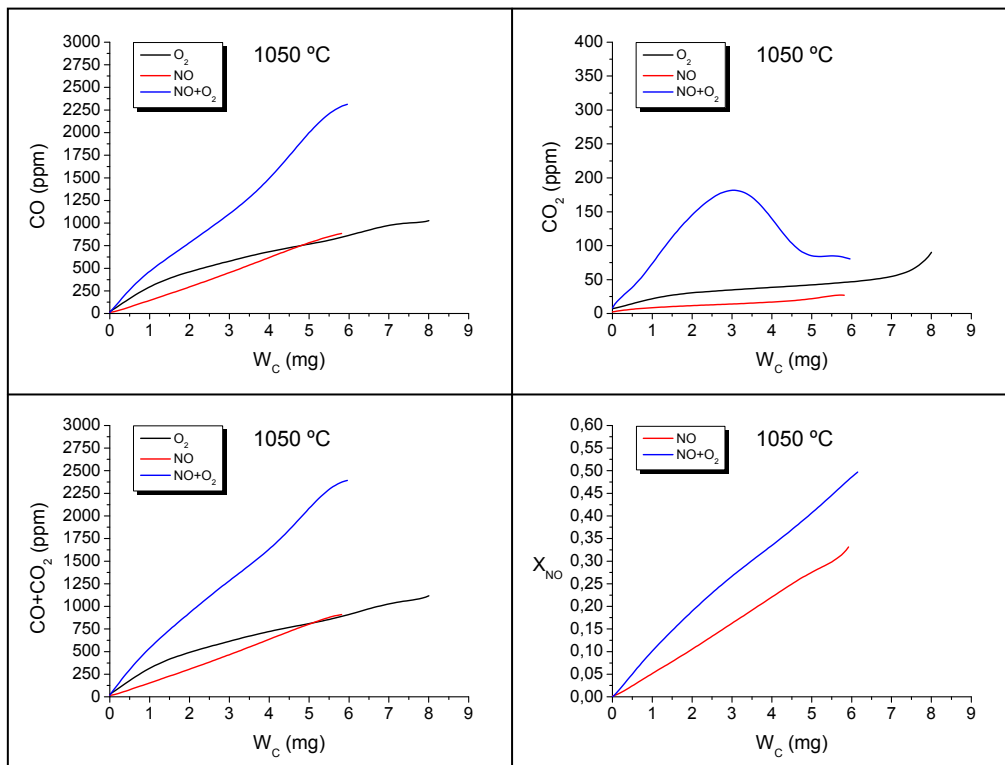 3000
2750
2500
2250
2000
1750
1500
1250
1000
750
500
250
0
CO (ppm)
O₂
NO
NO+O₂
1050 ºC
0 1 2 3 4 5 6 7 8 9
W_C (mg)
400
350
300
250
200
150
100
50
0
CO₂ (ppm)
O₂
NO
NO+O₂
1050 ºC
0 1 2 3 4 5 6 7 8 9
W_C (mg)
3000
2750
2500
2250
2000
1750
1500
1250
1000
750
500
250
0
CO+CO₂ (ppm)
O₂
NO
NO+O₂
1050 ºC
0 1 2 3 4 5 6 7 8 9
W_C (mg)
0,60
0,55
0,50
0,45
0,40
0,35
0,30
0,25
0,20
0,15
0,10
0,05
0,00
X_NO
NO
NO+O₂
1050 ºC
0 1 2 3 4 5 6 7 8 9
W_C (mg)